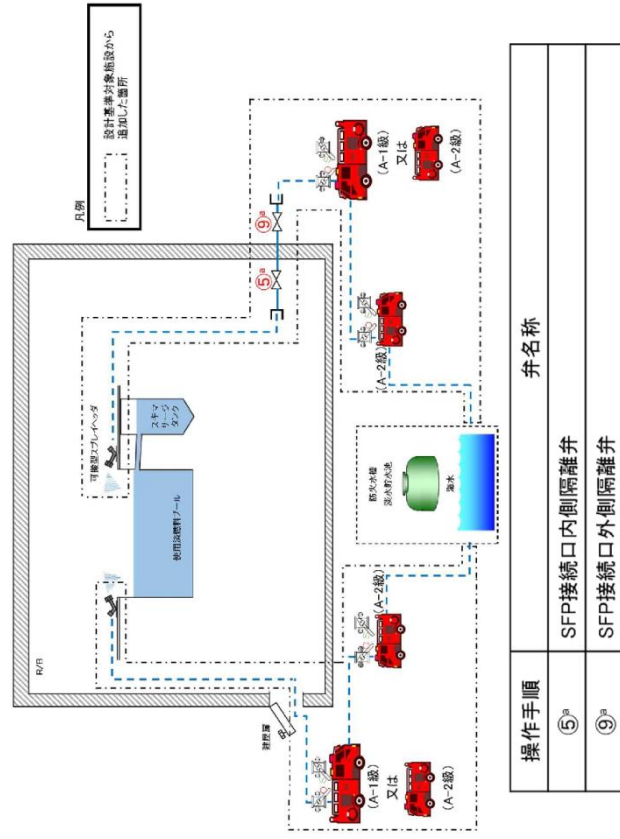 凡例
設計基準対象施設から
追加した箇所
R/B
可搬型スプレイヘッダ
使用済燃料プール
スキマ
サージ
タンク
⑤a
⑨a
建屋扉
(A-1級)
又は
(A-2級)
(A-2級)
防火水槽
淡水貯水池
海水
(A-2級)
(A-1級)
又は
(A-2級)
操作手順 弁名称
⑤a SFP接続口内側隔離弁
⑨a SFP接続口外側隔離弁